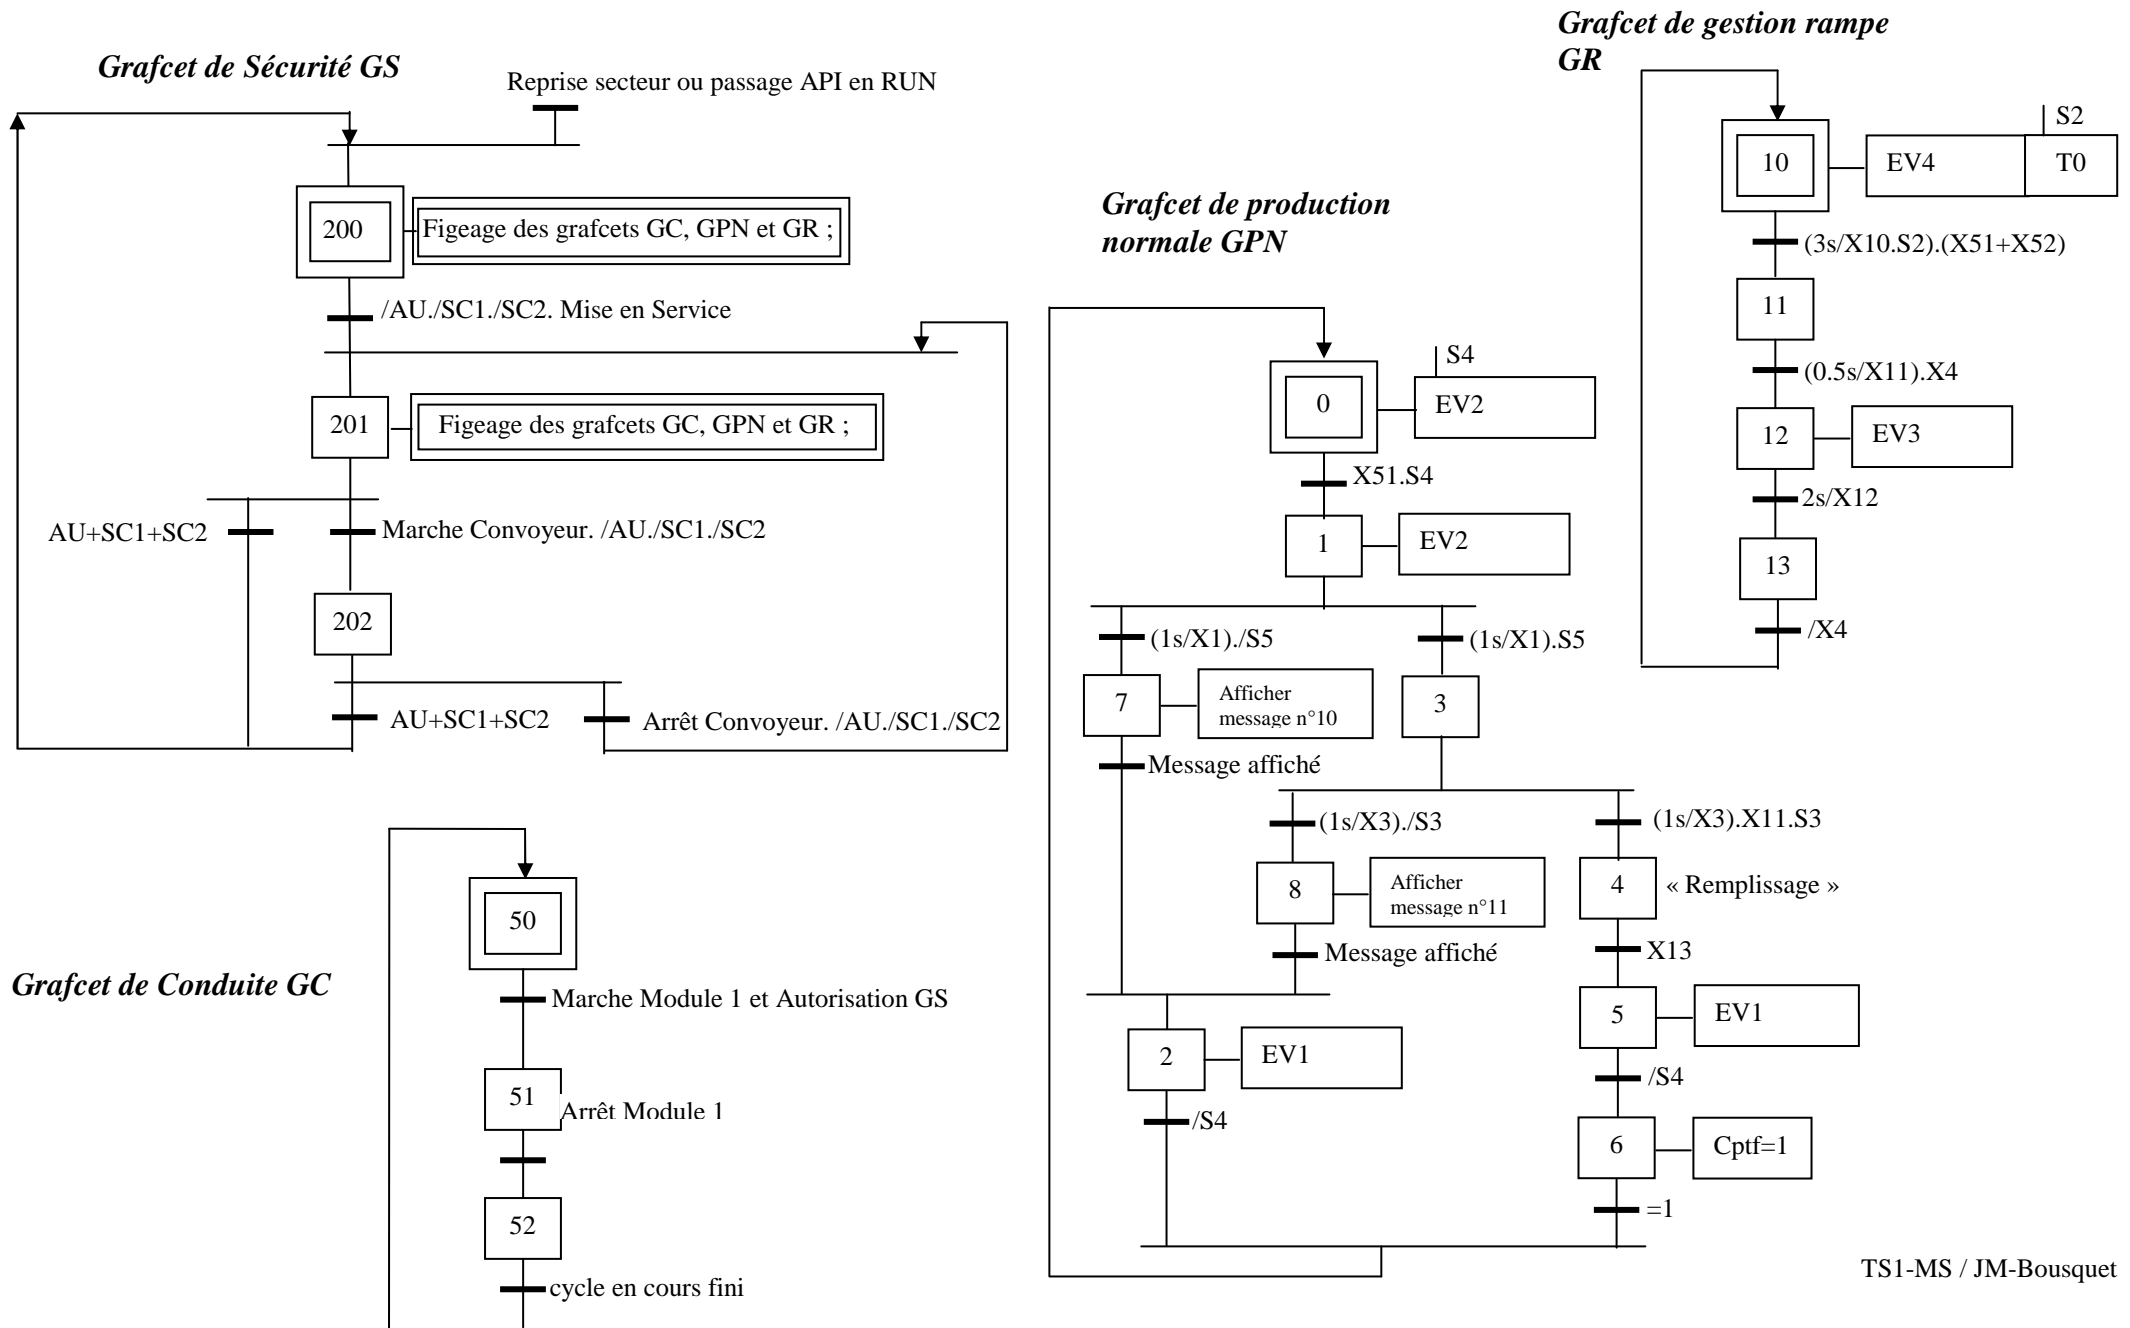 Grafcet de Sécurité GS
Reprise secteur ou passage API en RUN
200
Figeage des grafcets GC, GPN et GR ;
/AU./SC1./SC2. Mise en Service
201
Figeage des grafcets GC, GPN et GR ;
AU+SC1+SC2
Marche Convoyeur. /AU./SC1./SC2
202
AU+SC1+SC2
Arrêt Convoyeur. /AU./SC1./SC2
Grafcet de Conduite GC
50
Marche Module 1 et Autorisation GS
51
Arrêt Module 1
52
cycle en cours fini
Grafcet de production
normale GPN
0
S4
EV2
X51.S4
1
EV2
(1s/X1)./S5
(1s/X1).S5
7
Afficher
message n°10
3
Message affiché
(1s/X3)./S3
(1s/X3).X11.S3
8
Afficher
message n°11
4
« Remplissage »
Message affiché
X13
2
EV1
5
EV1
/S4
/S4
6
Cptf=1
=1
Grafcet de gestion rampe
GR
10
EV4
S2
T0
(3s/X10.S2).(X51+X52)
11
(0.5s/X11).X4
12
EV3
2s/X12
13
/X4
TS1-MS / JM-Bousquet